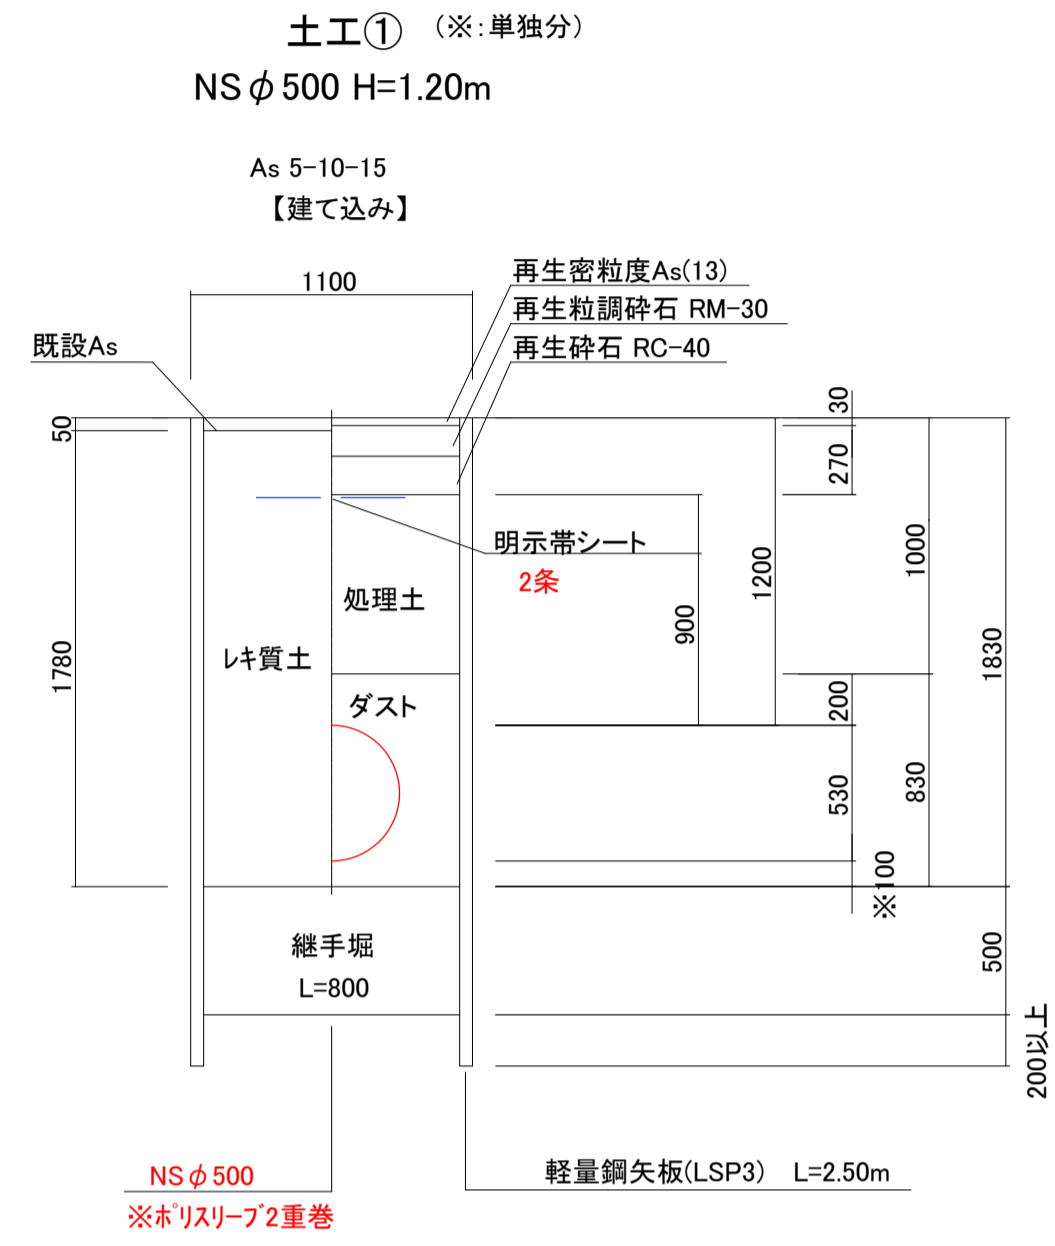 土工① (※:単独分)
NSφ500 H=1.20m
As 5-10-15
【建て込み】
1100
再生密粒度As(13)
再生粒調砕石 RM-30
再生砕石 RC-40
既設As
50
30
270
明示帯シート
2条
1000
1200
処理土
900
レキ質土
1780
1830
ダスト
200
530
830
※100
継手堀
L=800
500
200以上
NSφ500
※ﾎﾟﾘｽﾘｰﾌﾞ2重巻
軽量鋼矢板(LSP3) L=2.50m